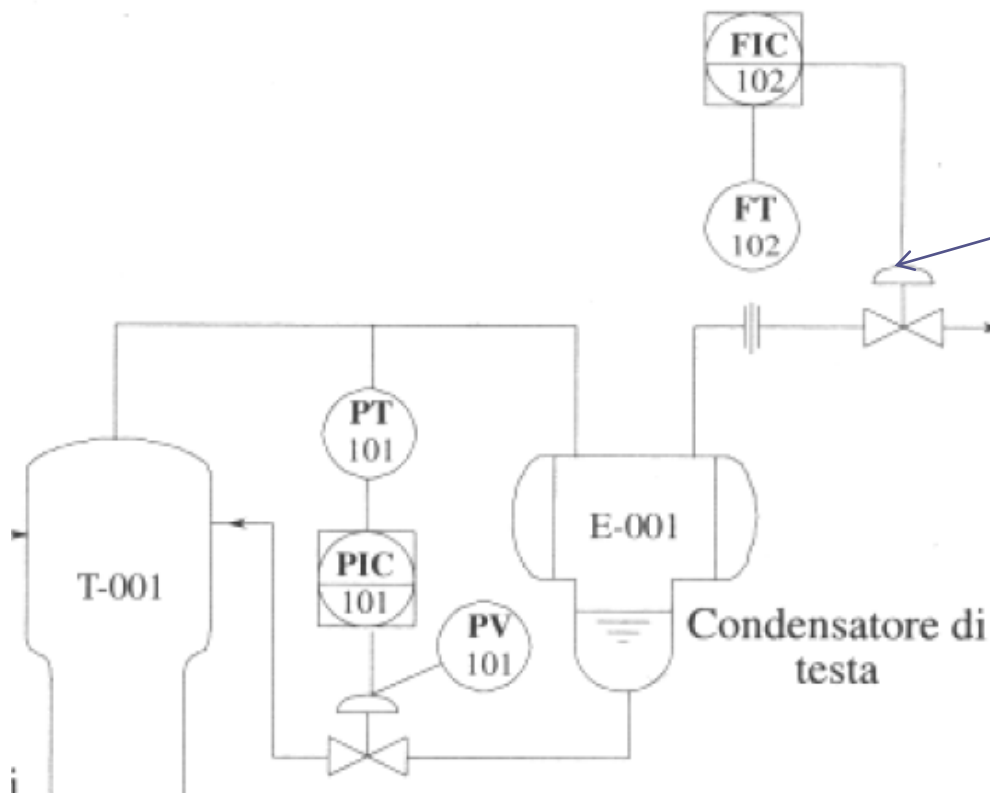 FIC
102
FT
102
PT
101
PIC
101
PV
101
T-001
E-001
Condensatore di
testa
i